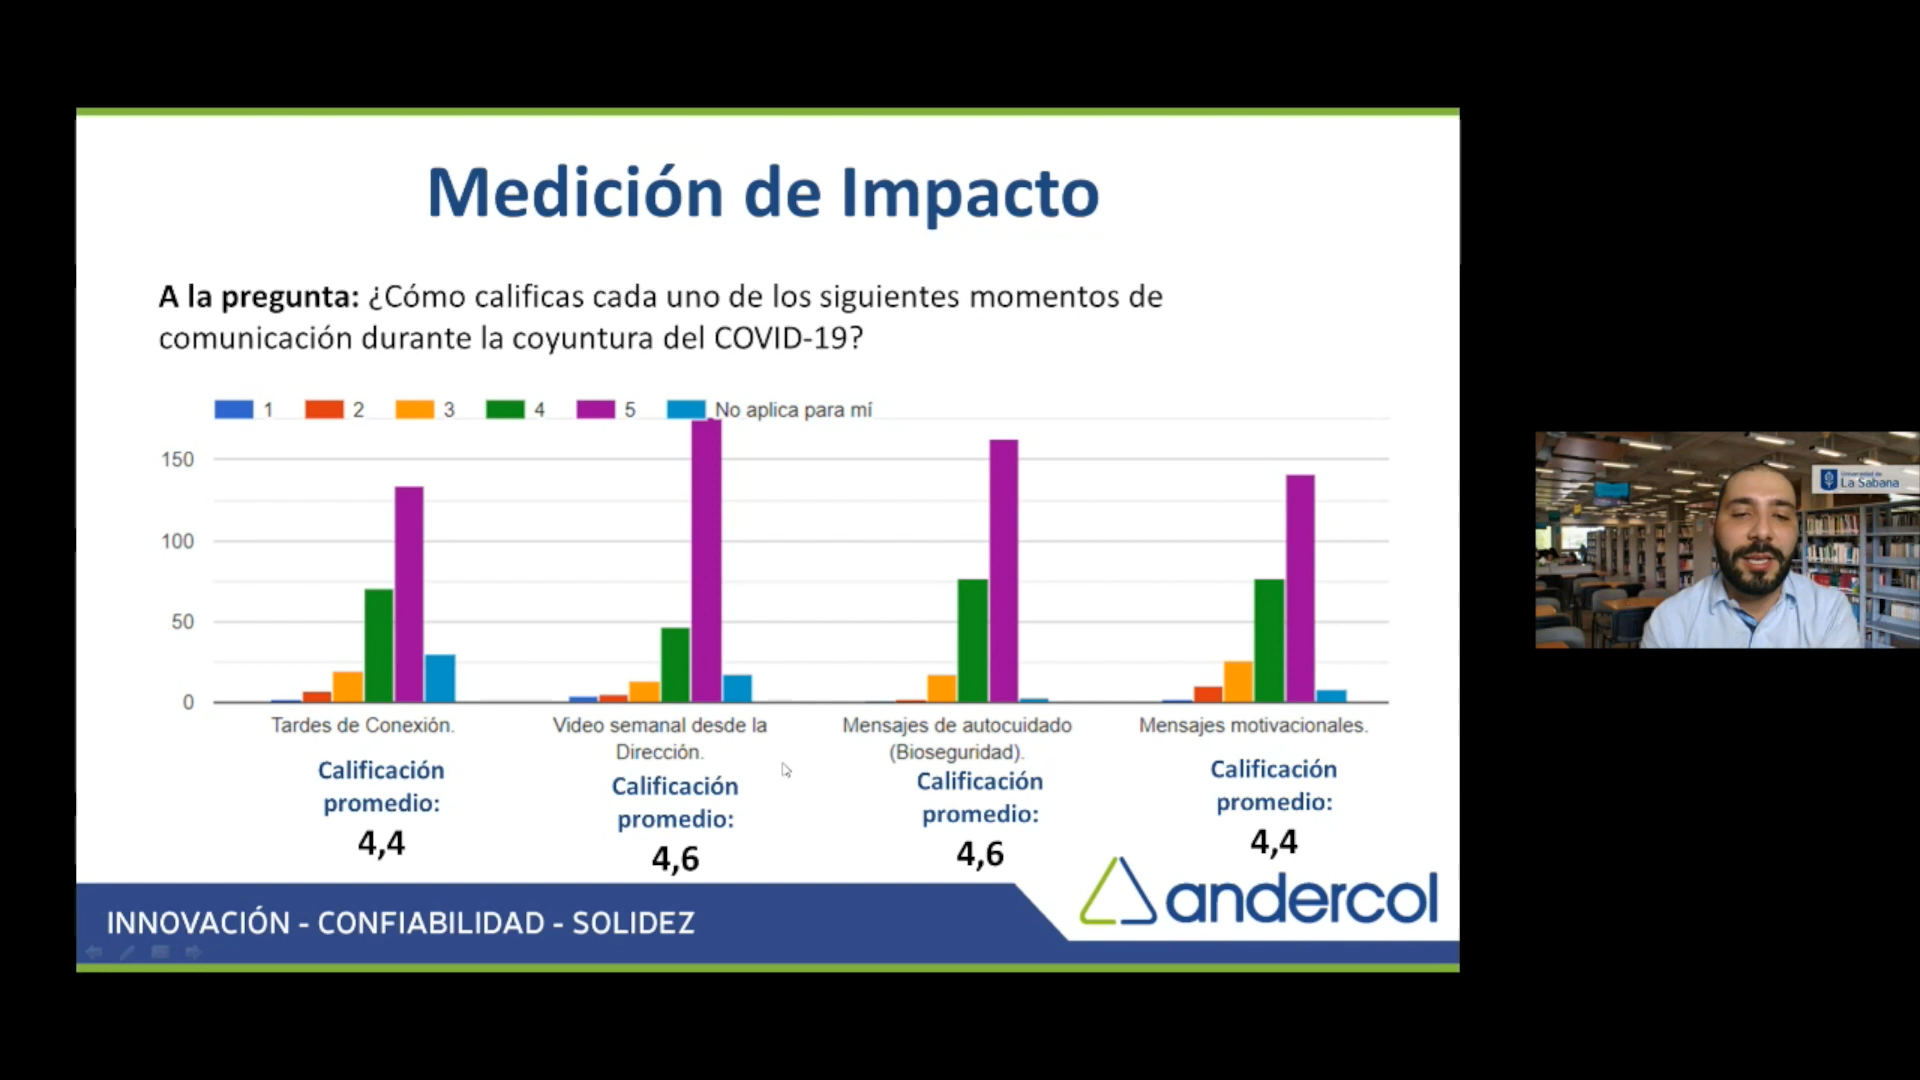 Medición de Impacto
A la pregunta: ¿Cómo calificas cada uno de los siguientes momentos de
comunicación durante la coyuntura del COVID-19?
1 2 3 4 5 No aplica para mí
150
100
50
0
Tardes de Conexión.
Video semanal desde la
Dirección.
Mensajes de autocuidado
(Bioseguridad).
Mensajes motivacionales.
Calificación
promedio:
4,4
Calificación
promedio:
4,6
Calificación
promedio:
4,6
Calificación
promedio:
4,4
INNOVACIÓN - CONFIABILIDAD - SOLIDEZ
andercol
Universidad de
La Sabana